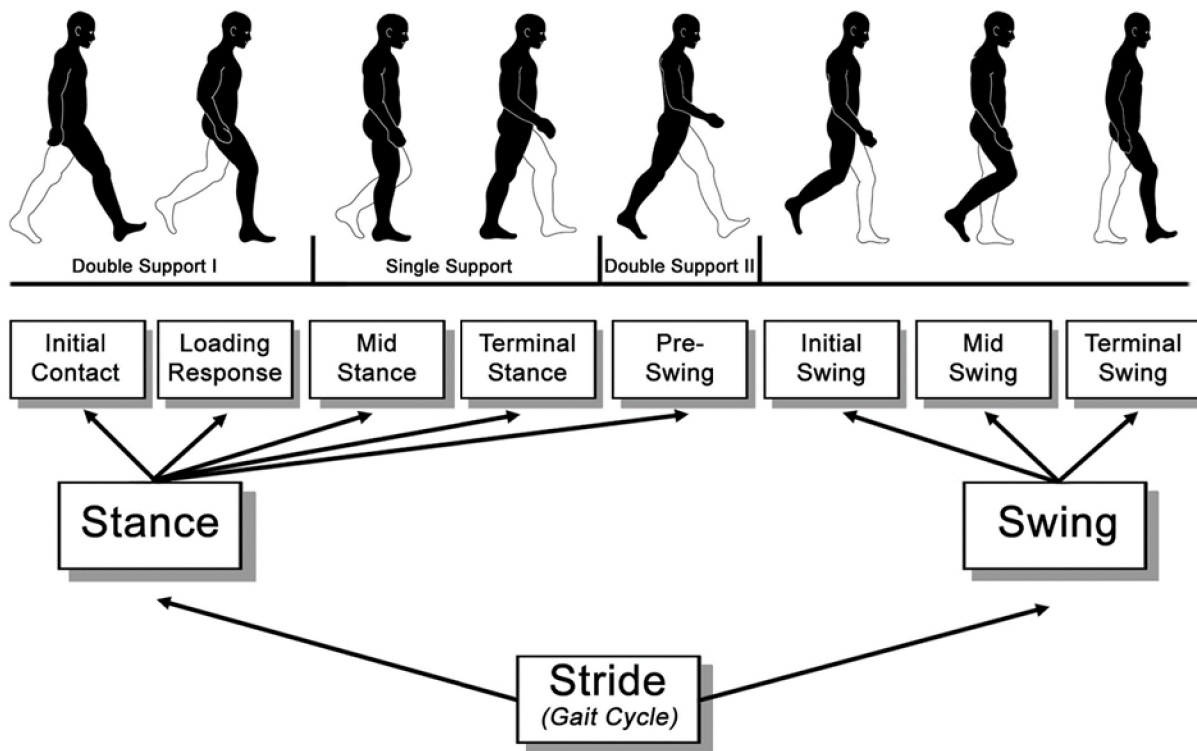 Double Support I
Single Support
Double Support II
Initial
Contact
Loading
Response
Mid
Stance
Terminal
Stance
Pre-
Swing
Initial
Swing
Mid
Swing
Terminal
Swing
Stance
Swing
Stride
(Gait Cycle)